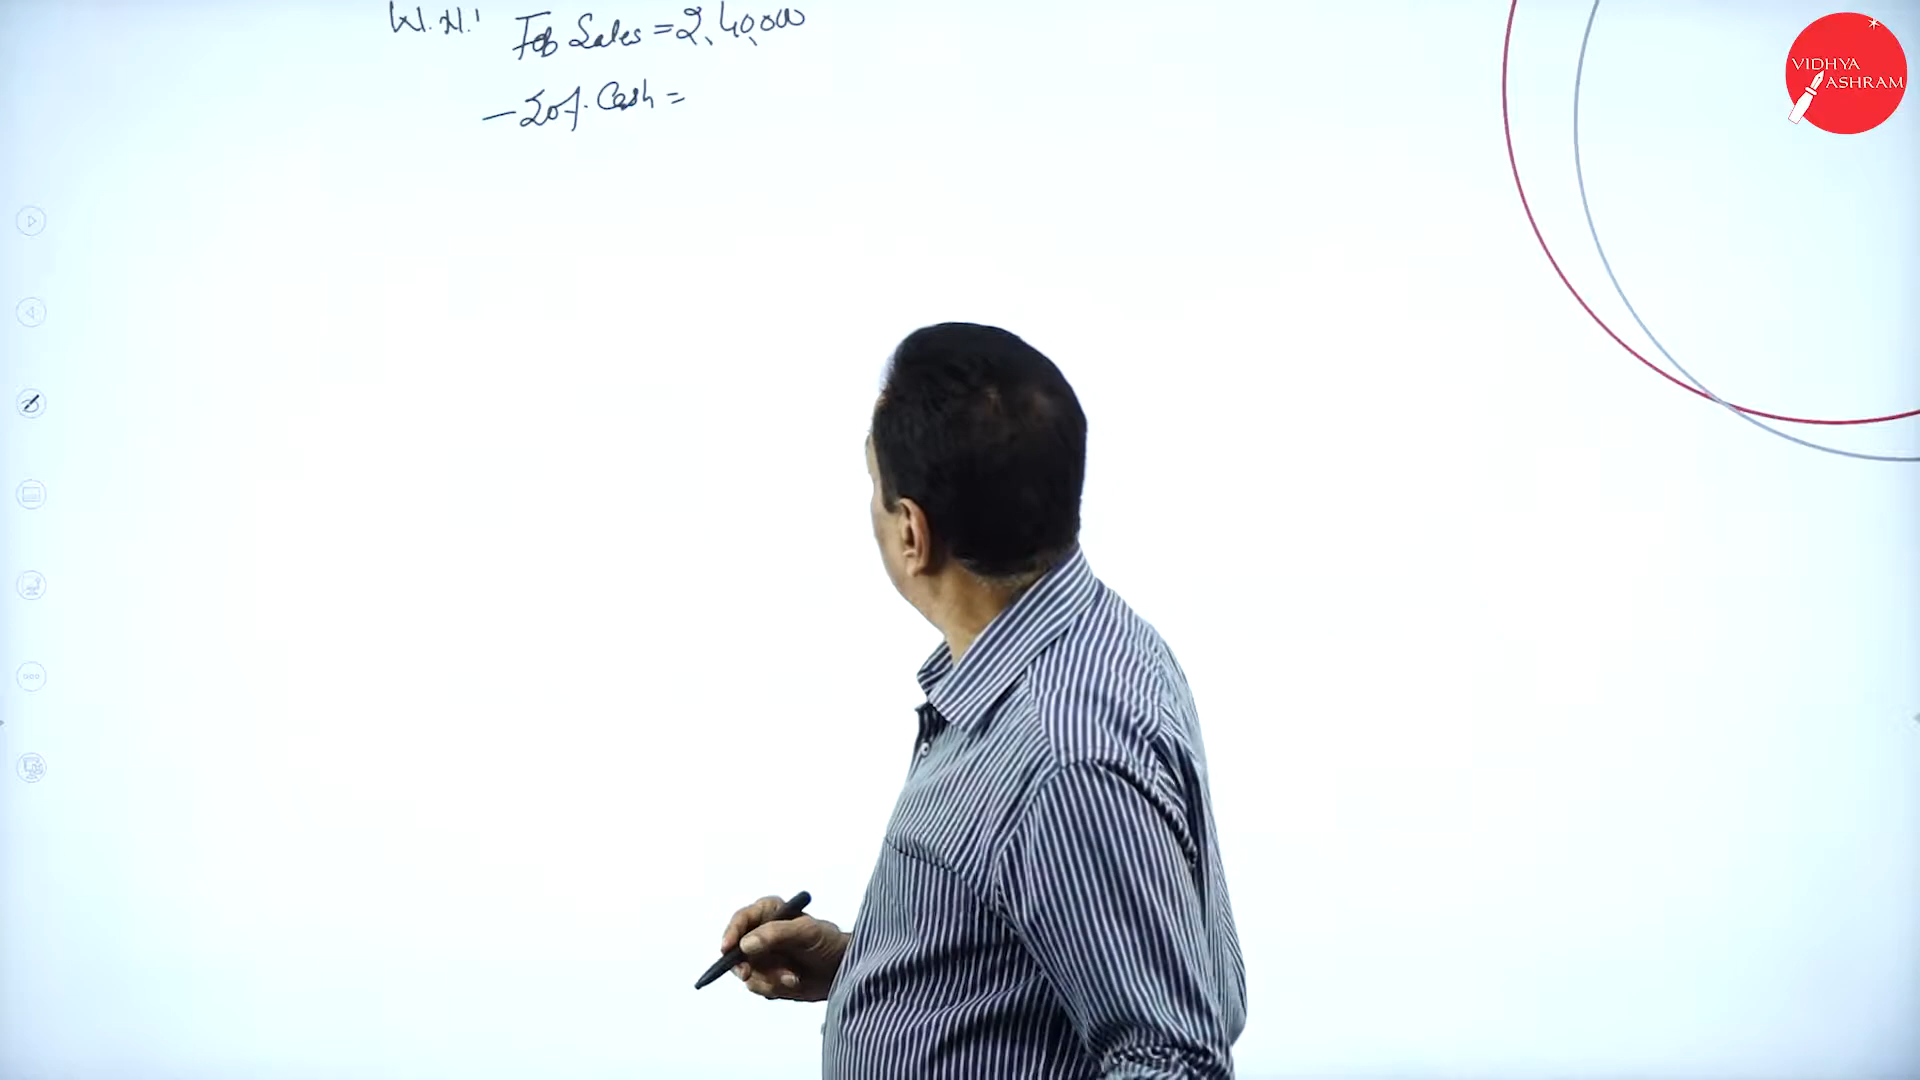 W.N.1 Feb Sales = 2,40,000
- 20%. Cash =
VIDHYA
ASHRAM